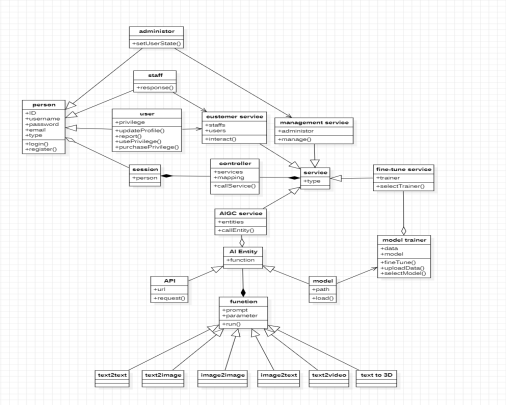 administor
+setUserState()
staff
+response()
person
+ID
+username
+password
+email
+type
+login()
+register()
user
+privilege
+updateProfile()
+report()
+usePrivilege()
+purchasePrivilege()
customer service
+staffs
+users
+interact()
management service
+administor
+manage()
session
+person
controller
+services
+mapping
+callService()
service
+type
fine-tune service
+trainer
+selectTrainer()
AIGC service
+entities
+callEntity()
AI Entity
+function
model trainer
+data
+model
+fineTune()
+uploadData()
+selectModel()
API
+url
+request()
model
+path
+load()
function
+prompt
+parameter
+run()
text2text
text2image
image2image
image2text
text2video
text to 3D